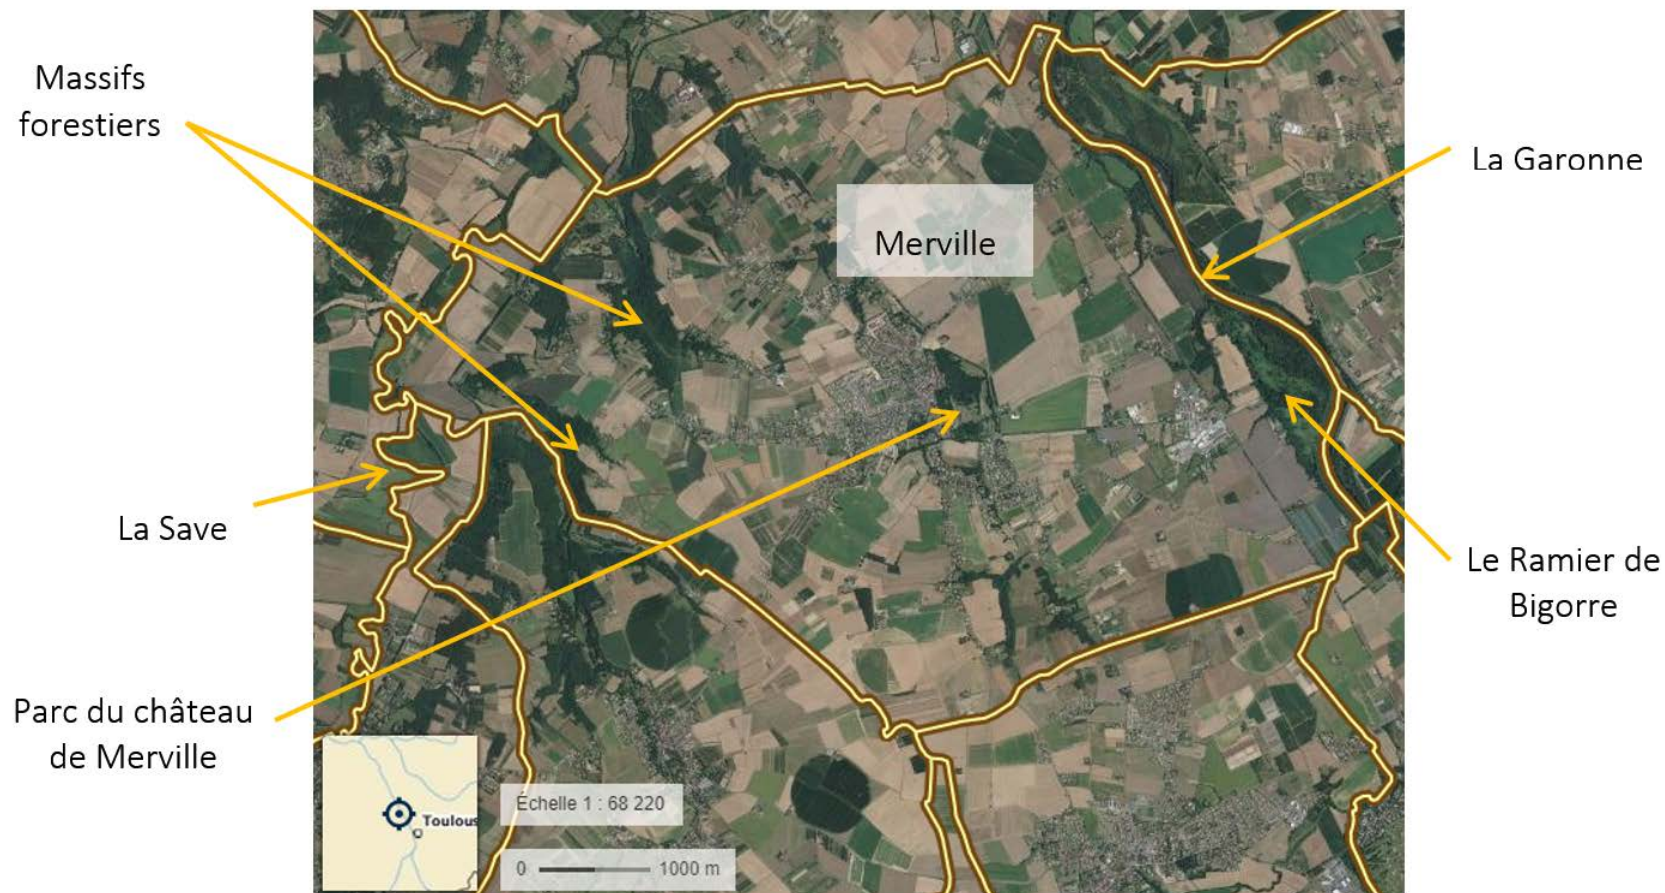 Massifs
forestiers
La Garonne
Merville
La Save
Le Ramier de
Bigorre
Parc du château
de Merville
Échelle 1 : 68 220
Toulous
0 1000 m